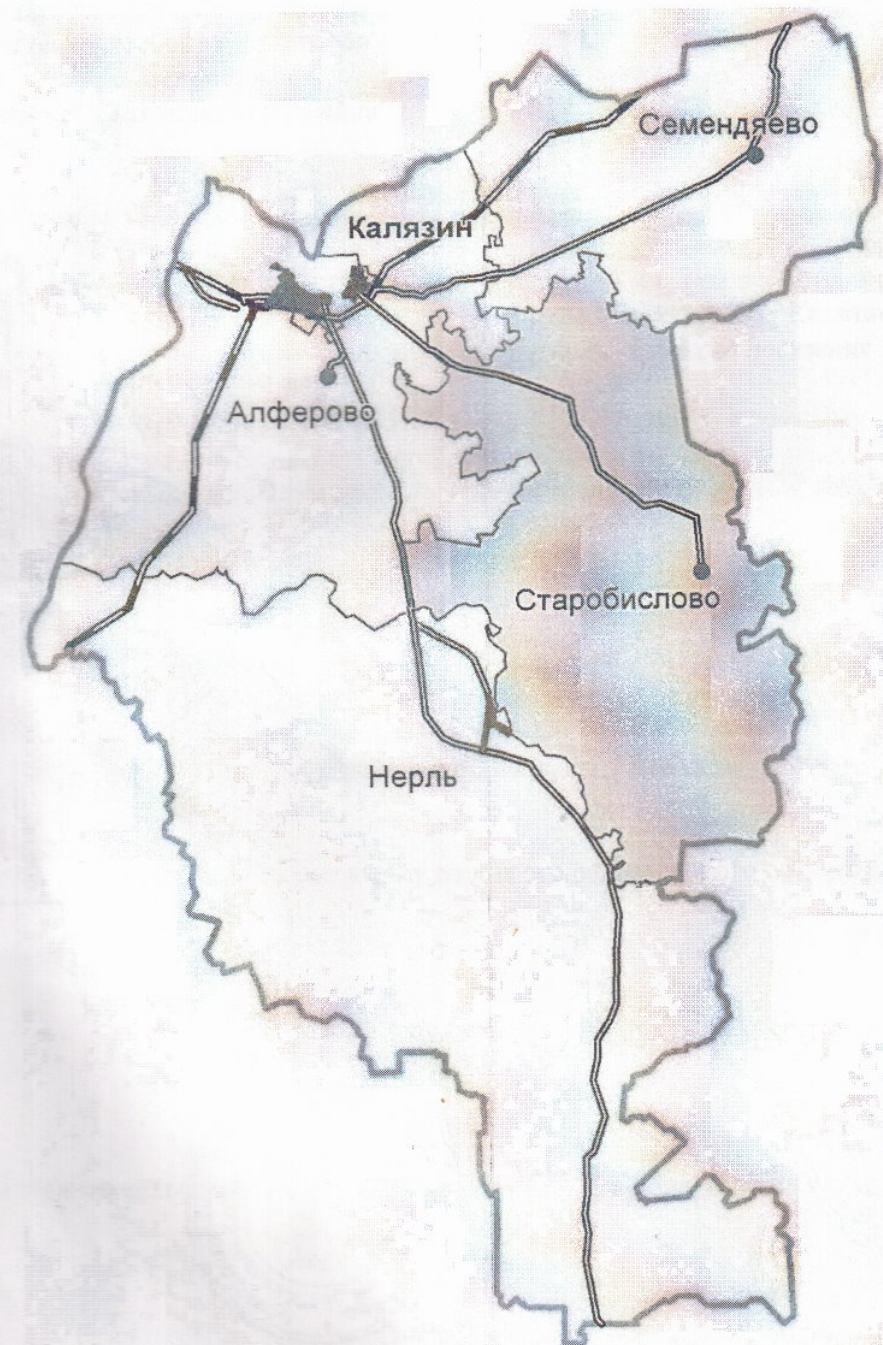 Семендяево
Калязин
Алферово
Старобислово
Нерль